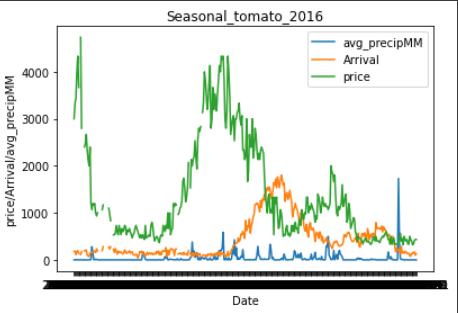 Seasonal_tomato_2016
avg_precipMM
Arrival
price
price/Arrival/avg_precipMM
4000
3000
2000
1000
0
Date